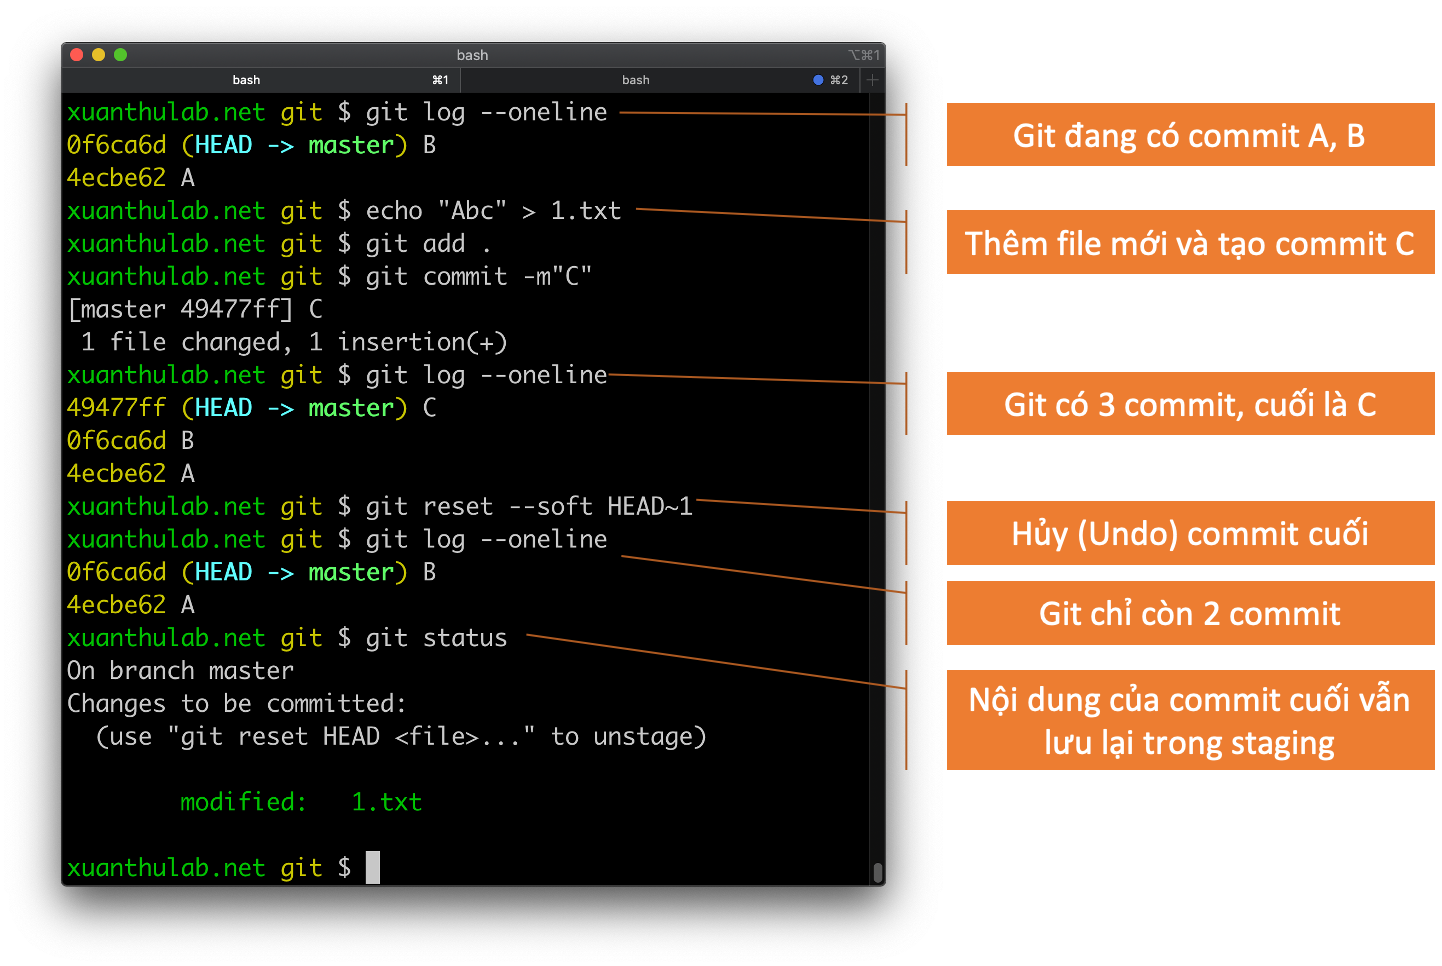 bash
⌥⌘1
bash ⌘1
bash ⌘2
xuanthulab.net git $ git log --oneline
0f6ca6d (HEAD -> master) B
4ecbe62 A
xuanthulab.net git $ echo "Abc" > 1.txt
xuanthulab.net git $ git add .
xuanthulab.net git $ git commit -m"C"
[master 49477ff] C
 1 file changed, 1 insertion(+)
xuanthulab.net git $ git log --oneline
49477ff (HEAD -> master) C
0f6ca6d B
4ecbe62 A
xuanthulab.net git $ git reset --soft HEAD~1
xuanthulab.net git $ git log --oneline
0f6ca6d (HEAD -> master) B
4ecbe62 A
xuanthulab.net git $ git status
On branch master
Changes to be committed:
  (use "git reset HEAD <file>..." to unstage)
        modified:   1.txt
xuanthulab.net git $
Git đang có commit A, B
Thêm file mới và tạo commit C
Git có 3 commit, cuối là C
Hủy (Undo) commit cuối
Git chỉ còn 2 commit
Nội dung của commit cuối vẫn
lưu lại trong staging